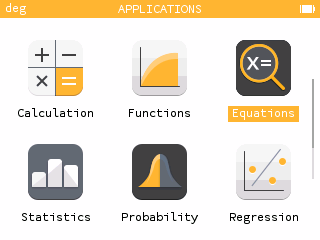 deg
APPLICATIONS
Calculation
Functions
Equations
Statistics
Probability
Regression